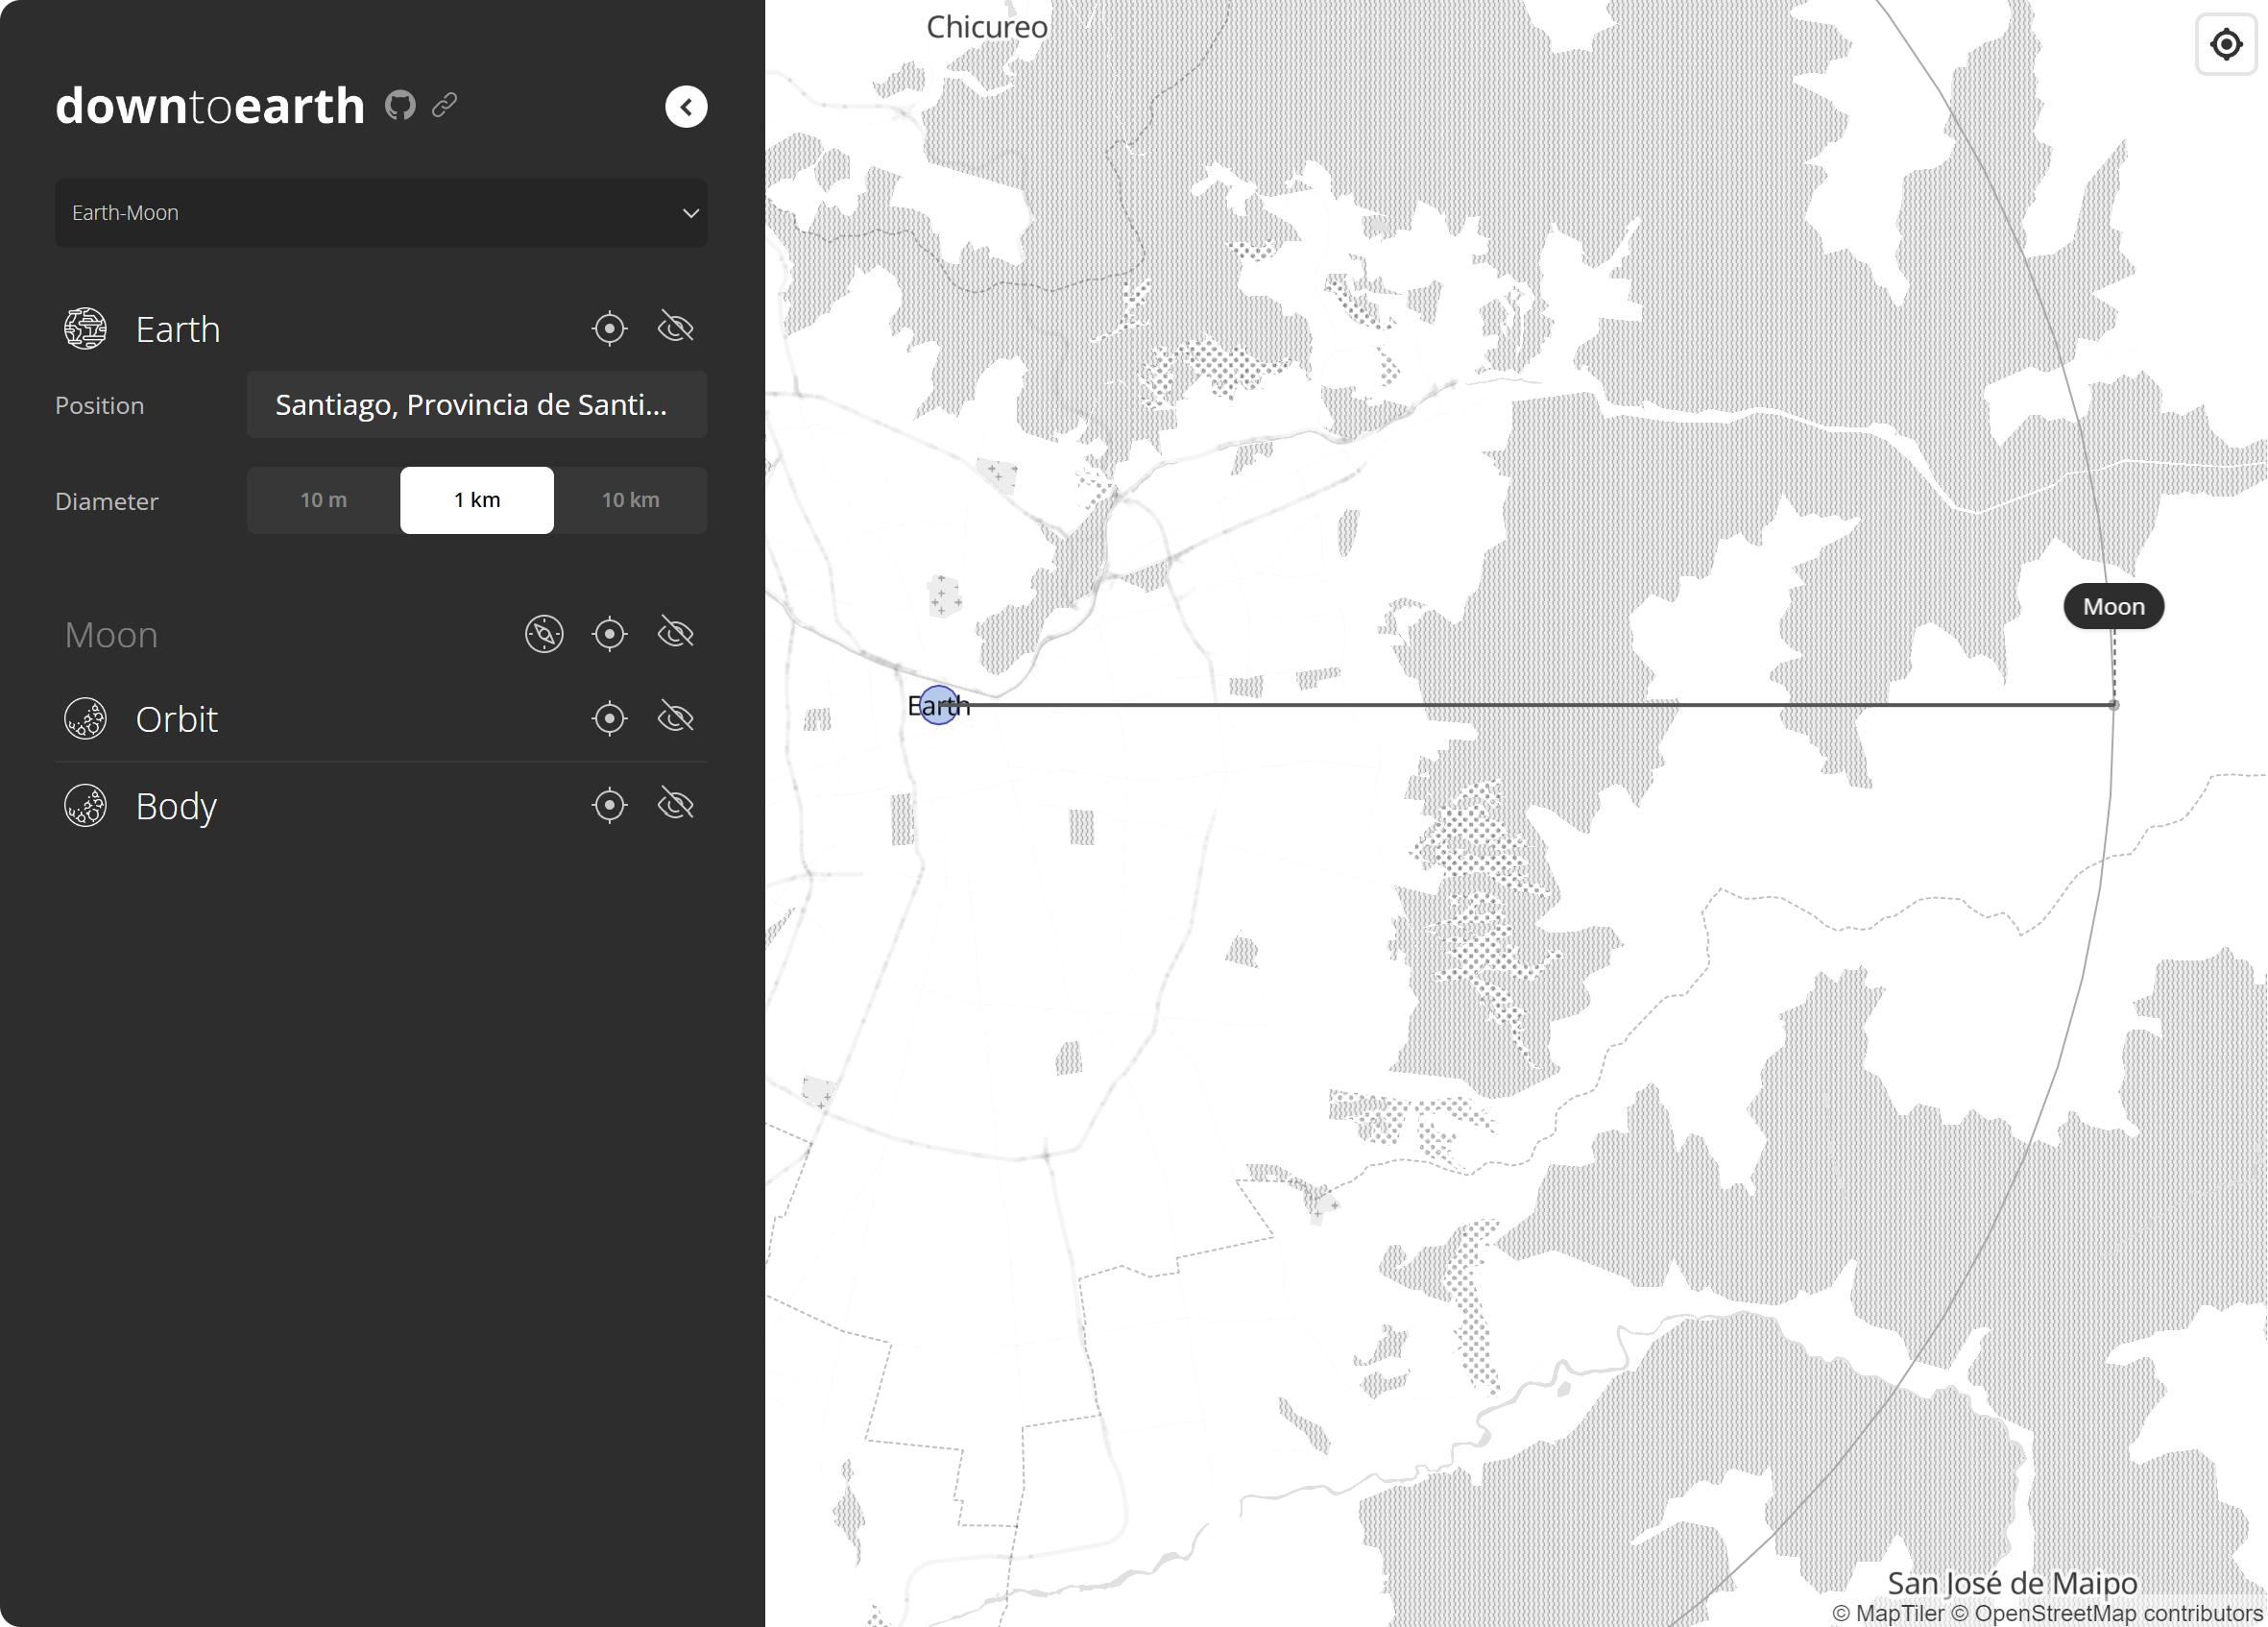 downtoearth
Earth-Moon
Earth
Position
Santiago, Provincia de Santi...
Diameter
10 m
1 km
10 km
Moon
Orbit
Body
Chicureo
Moon
Earth
San José de Maipo
© MapTiler © OpenStreetMap contributors